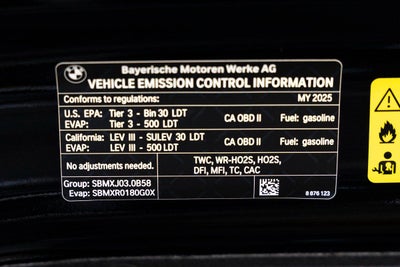 BMW
Bayerische Motoren Werke AG
VEHICLE EMISSION CONTROL INFORMATION
Conforms to regulations: MY 2025
U.S. EPA: Tier 3 - Bin 30 LDT CA OBD II Fuel: gasoline
EVAP: Tier 3 - 500 LDT
California: LEV III - SULEV 30 LDT CA OBD II Fuel: gasoline
EVAP: LEV III - 500 LDT
No adjustments needed. TWC, WR-HO2S, HO2S,
DFI, MFI, TC, CAC
Group: SBMXJ03.0B58
Evap: SBMXR0180G0X
8 876 123